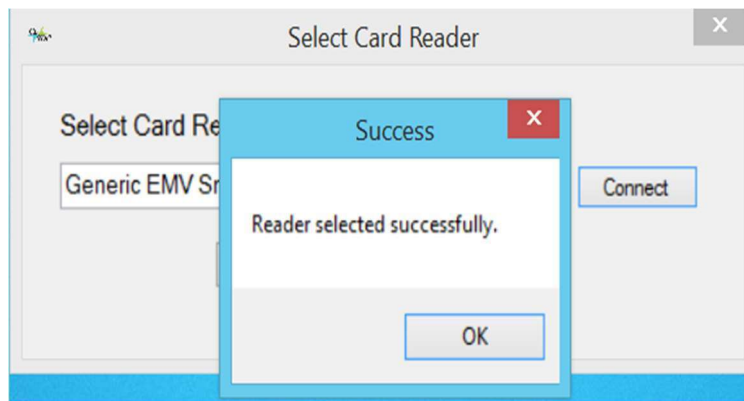 Select Card Reader
X
Select Card Re
Success
X
Generic EMV Sr
Connect
Reader selected successfully.
OK